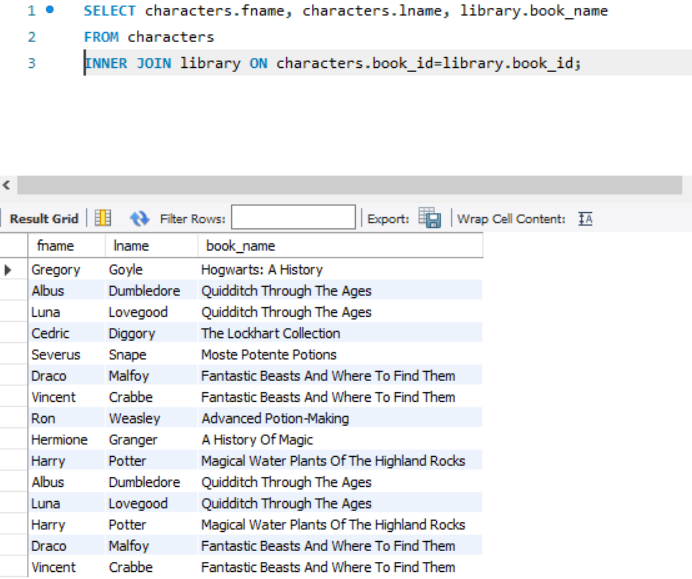 1 SELECT characters.fname, characters.lname, library.book_name
2 FROM characters
3 INNER JOIN library ON characters.book_id=library.book_id;
Result Grid Filter Rows: Export: Wrap Cell Content: IA
fname lname book_name
Gregory Goyle Hogwarts: A History
Albus Dumbledore Quidditch Through The Ages
Luna Lovegood Quidditch Through The Ages
Cedric Diggory The Lockhart Collection
Severus Snape Moste Potente Potions
Draco Malfoy Fantastic Beasts And Where To Find Them
Vincent Crabbe Fantastic Beasts And Where To Find Them
Ron Weasley Advanced Potion-Making
Hermione Granger A History Of Magic
Harry Potter Magical Water Plants Of The Highland Rocks
Albus Dumbledore Quidditch Through The Ages
Luna Lovegood Quidditch Through The Ages
Harry Potter Magical Water Plants Of The Highland Rocks
Draco Malfoy Fantastic Beasts And Where To Find Them
Vincent Crabbe Fantastic Beasts And Where To Find Them